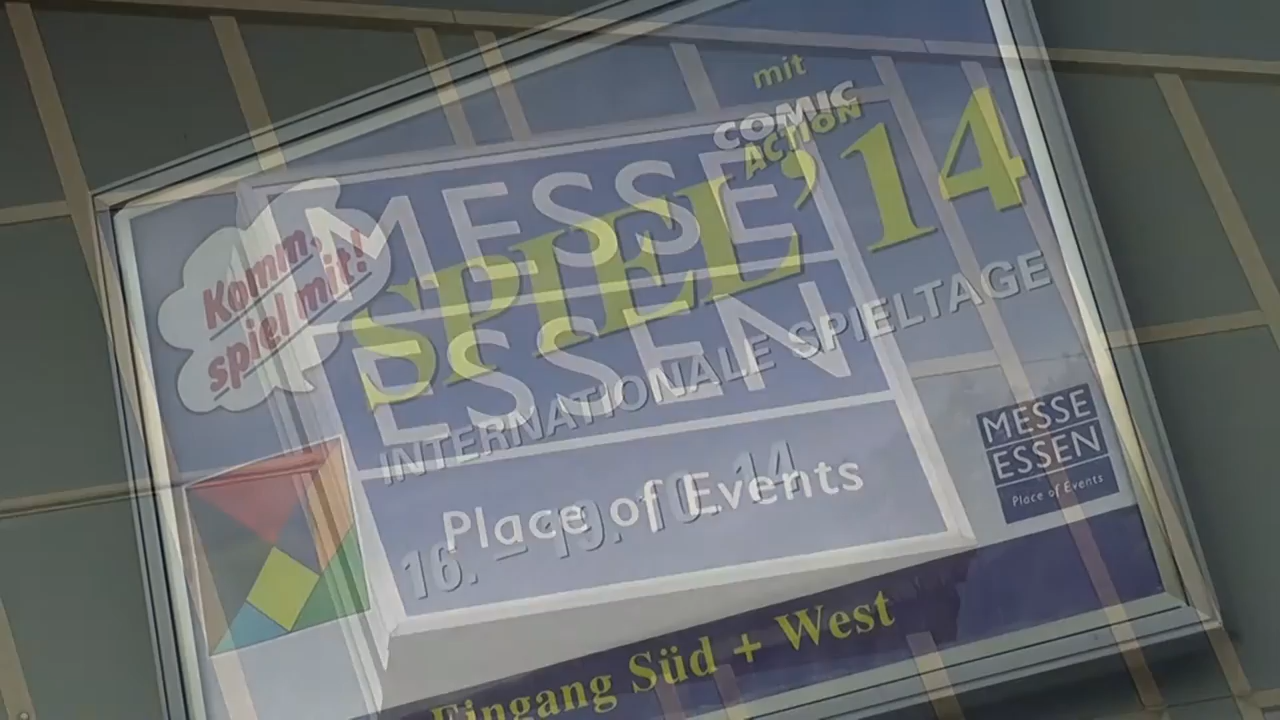 mit
COMIC
ACTION
SPIEL '14
Komm,
spiel mit!
INTERNATIONALE SPIELTAGE
16. – 19. 10. 14
MESSE
ESSEN
Place of Events
MESSE
ESSEN
Place of Events
Eingang Süd + West